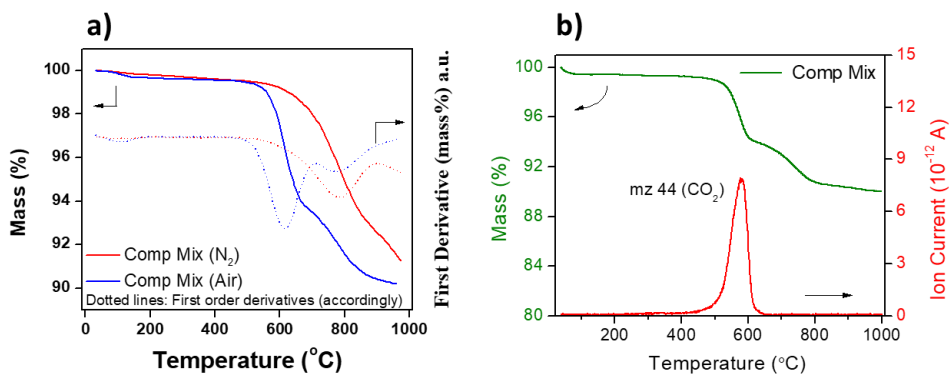 a)
100
98
96
94
92
90
Mass (%)
Comp Mix (N₂)
Comp Mix (Air)
Dotted lines: First order derivatives (accordingly)
0 200 400 600 800 1000
Temperature (°C)
First Derivative (mass%) a.u.
b)
100
96
92
88
84
80
Mass (%)
Comp Mix
mz 44 (CO₂)
15
12
9
6
3
0
Ion Current (10⁻¹² A)
200 400 600 800 1000
Temperature (°C)